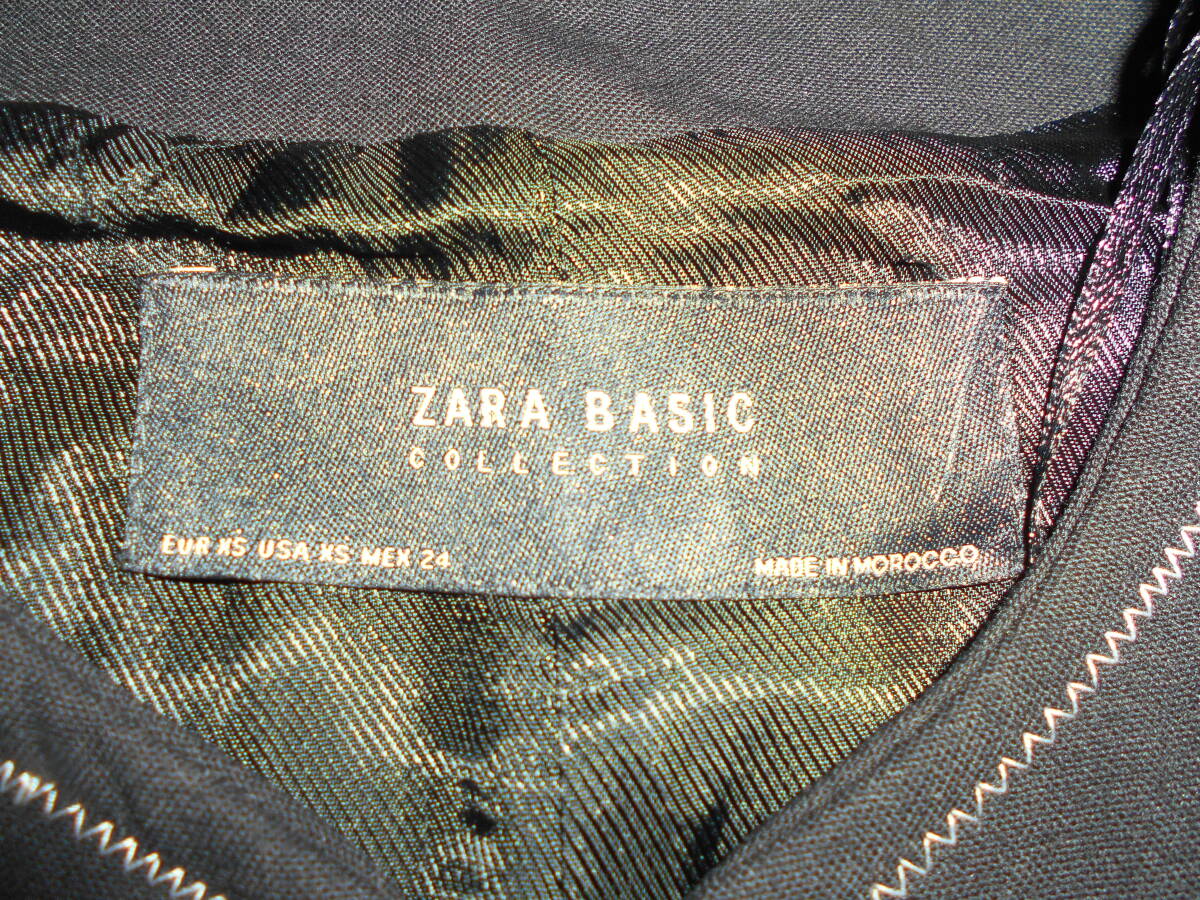 ZARA BASIC
COLLECTION
EUR XS USA XS MEX 24
MADE IN MOROCCO